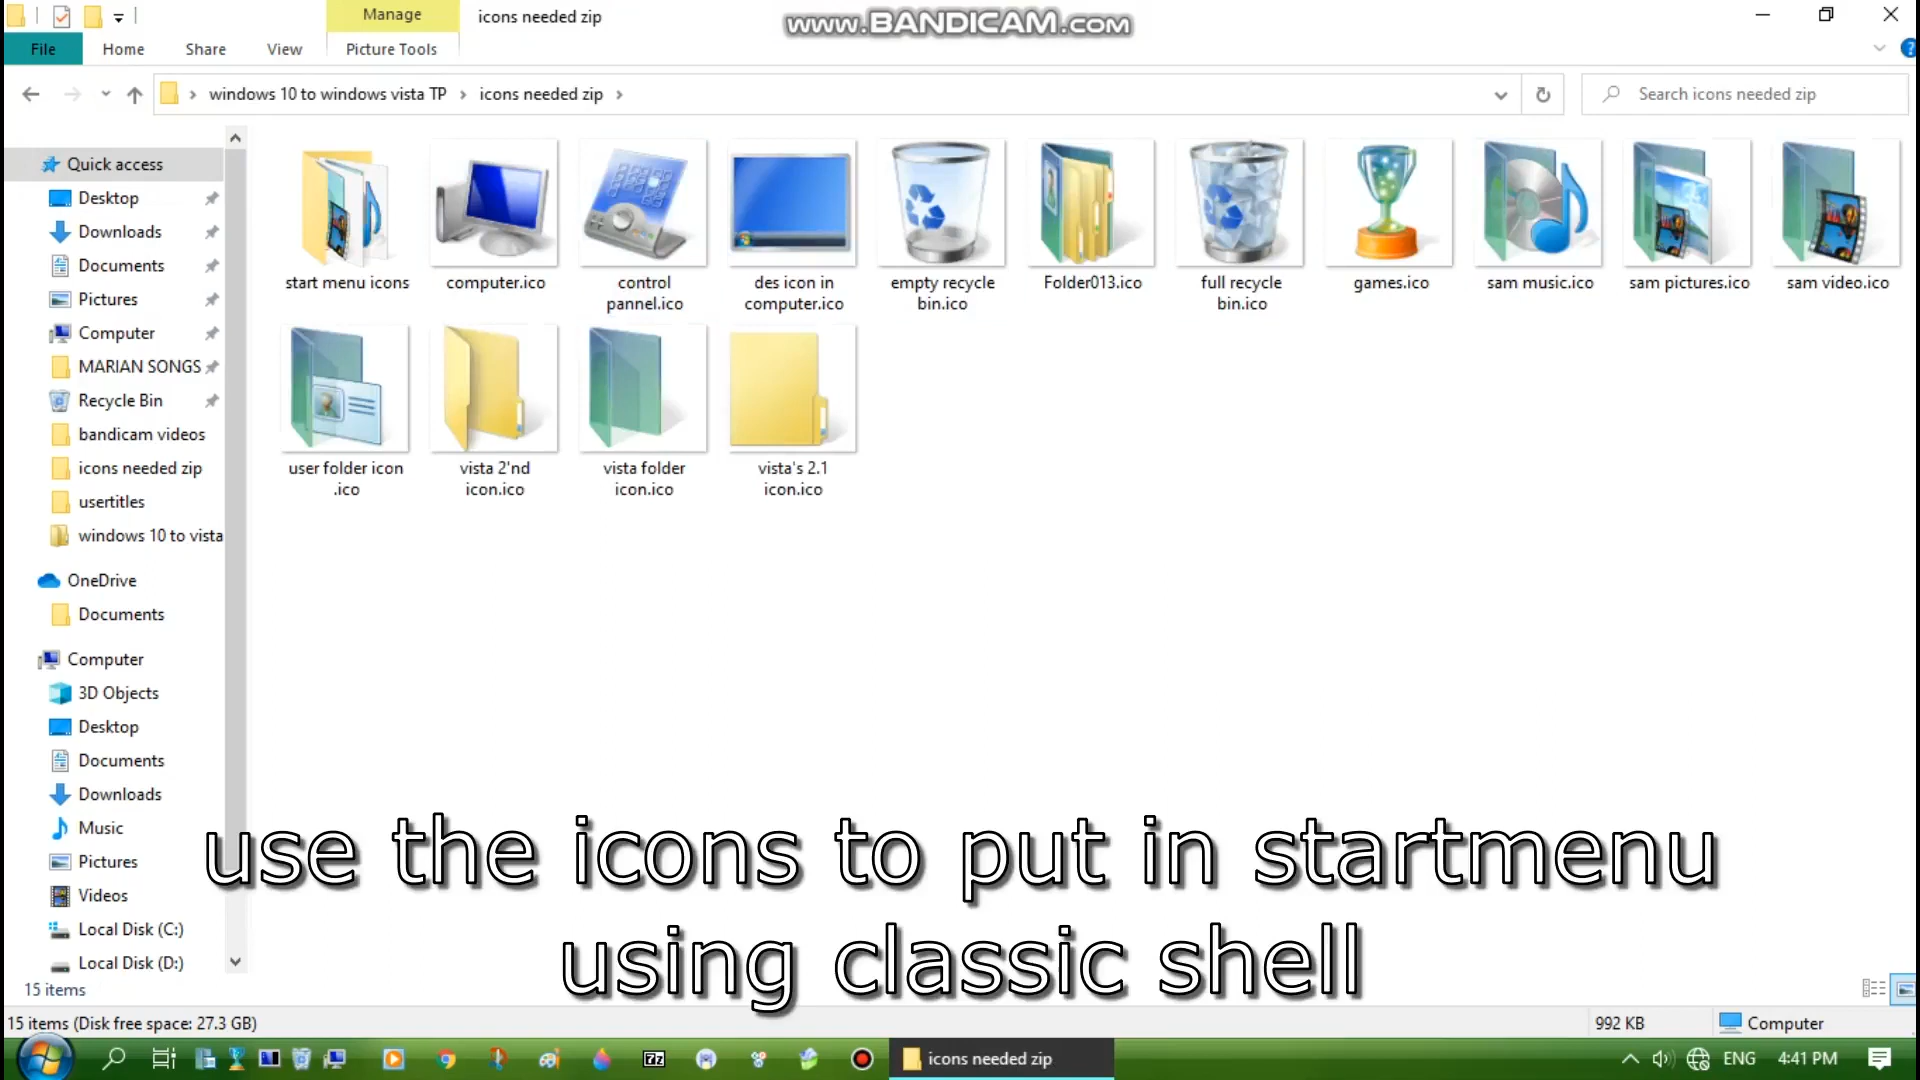 Manage
icons needed zip
www.BANDICAM.com
File
Home
Share
View
Picture Tools
windows 10 to windows vista TP
icons needed zip
Search icons needed zip
Quick access
Desktop
Downloads
Documents
Pictures
Computer
MARIAN SONGS
Recycle Bin
bandicam videos
icons needed zip
usertitles
windows 10 to vista
OneDrive
Documents
Computer
3D Objects
Desktop
Documents
Downloads
Music
Pictures
Videos
Local Disk (C:)
Local Disk (D:)
start menu icons
computer.ico
control
pannel.ico
des icon in
computer.ico
empty recycle
bin.ico
Folder013.ico
full recycle
bin.ico
games.ico
sam music.ico
sam pictures.ico
sam video.ico
user folder icon
.ico
vista 2'nd
icon.ico
vista folder
icon.ico
vista's 2.1
icon.ico
use the icons to put in startmenu
using classic shell
15 items
15 items (Disk free space: 27.3 GB)
992 KB
Computer
7z
icons needed zip
ENG
4:41 PM